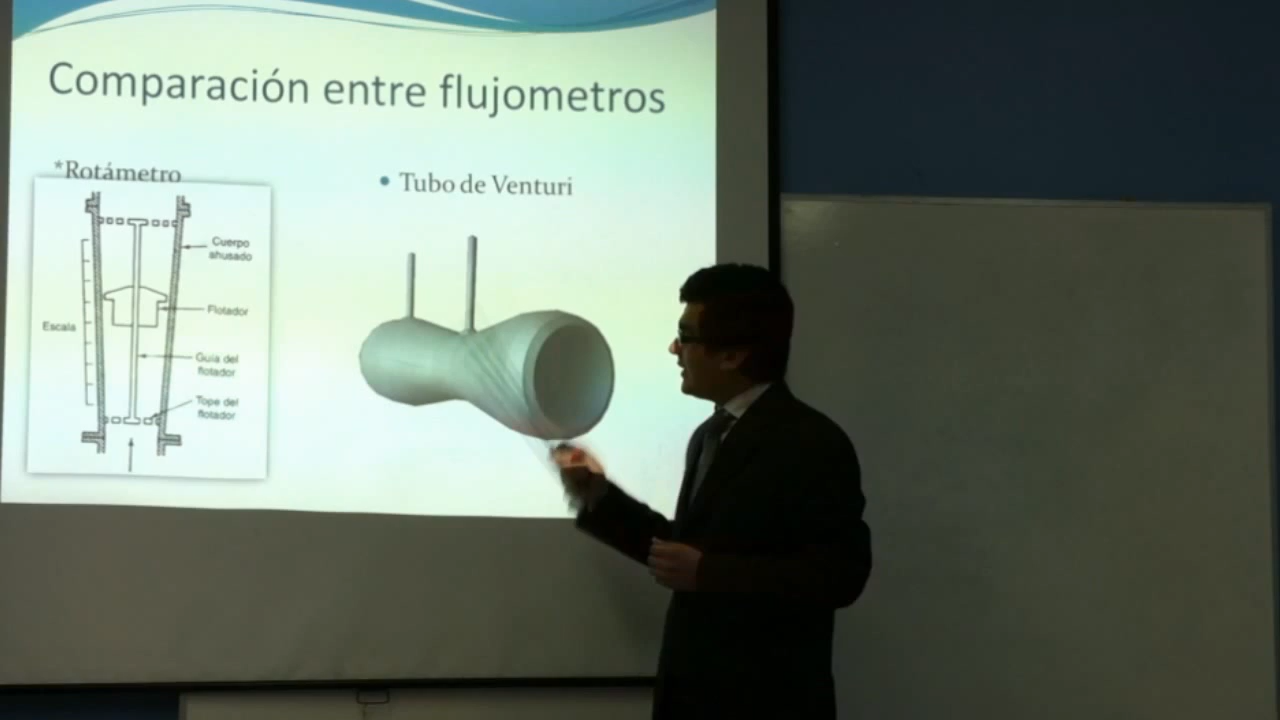 Comparación entre flujometros
*Rotámetro
• Tubo de Venturi
Cuerpo
ahusado
Flotador
Escala
Guía del
flotador
Tope del
flotador